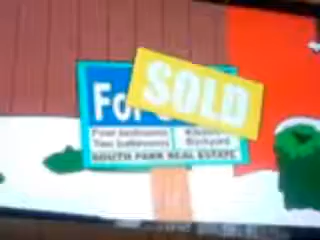 For
SOLD
Four bedrooms
Two bathrooms
Kitchen
Backyard
SOUTH PARK REAL ESTATE